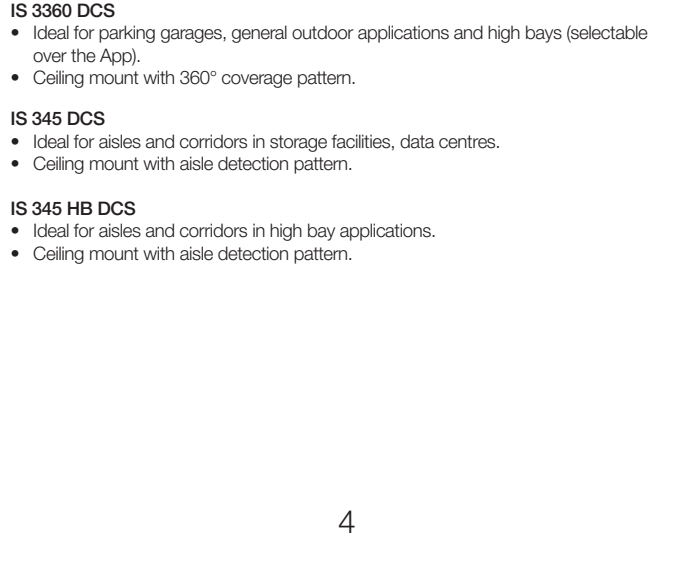 IS 3360 DCS
• Ideal for parking garages, general outdoor applications and high bays (selectable
over the App).
• Ceiling mount with 360° coverage pattern.
IS 345 DCS
• Ideal for aisles and corridors in storage facilities, data centres.
• Ceiling mount with aisle detection pattern.
IS 345 HB DCS
• Ideal for aisles and corridors in high bay applications.
• Ceiling mount with aisle detection pattern.
4